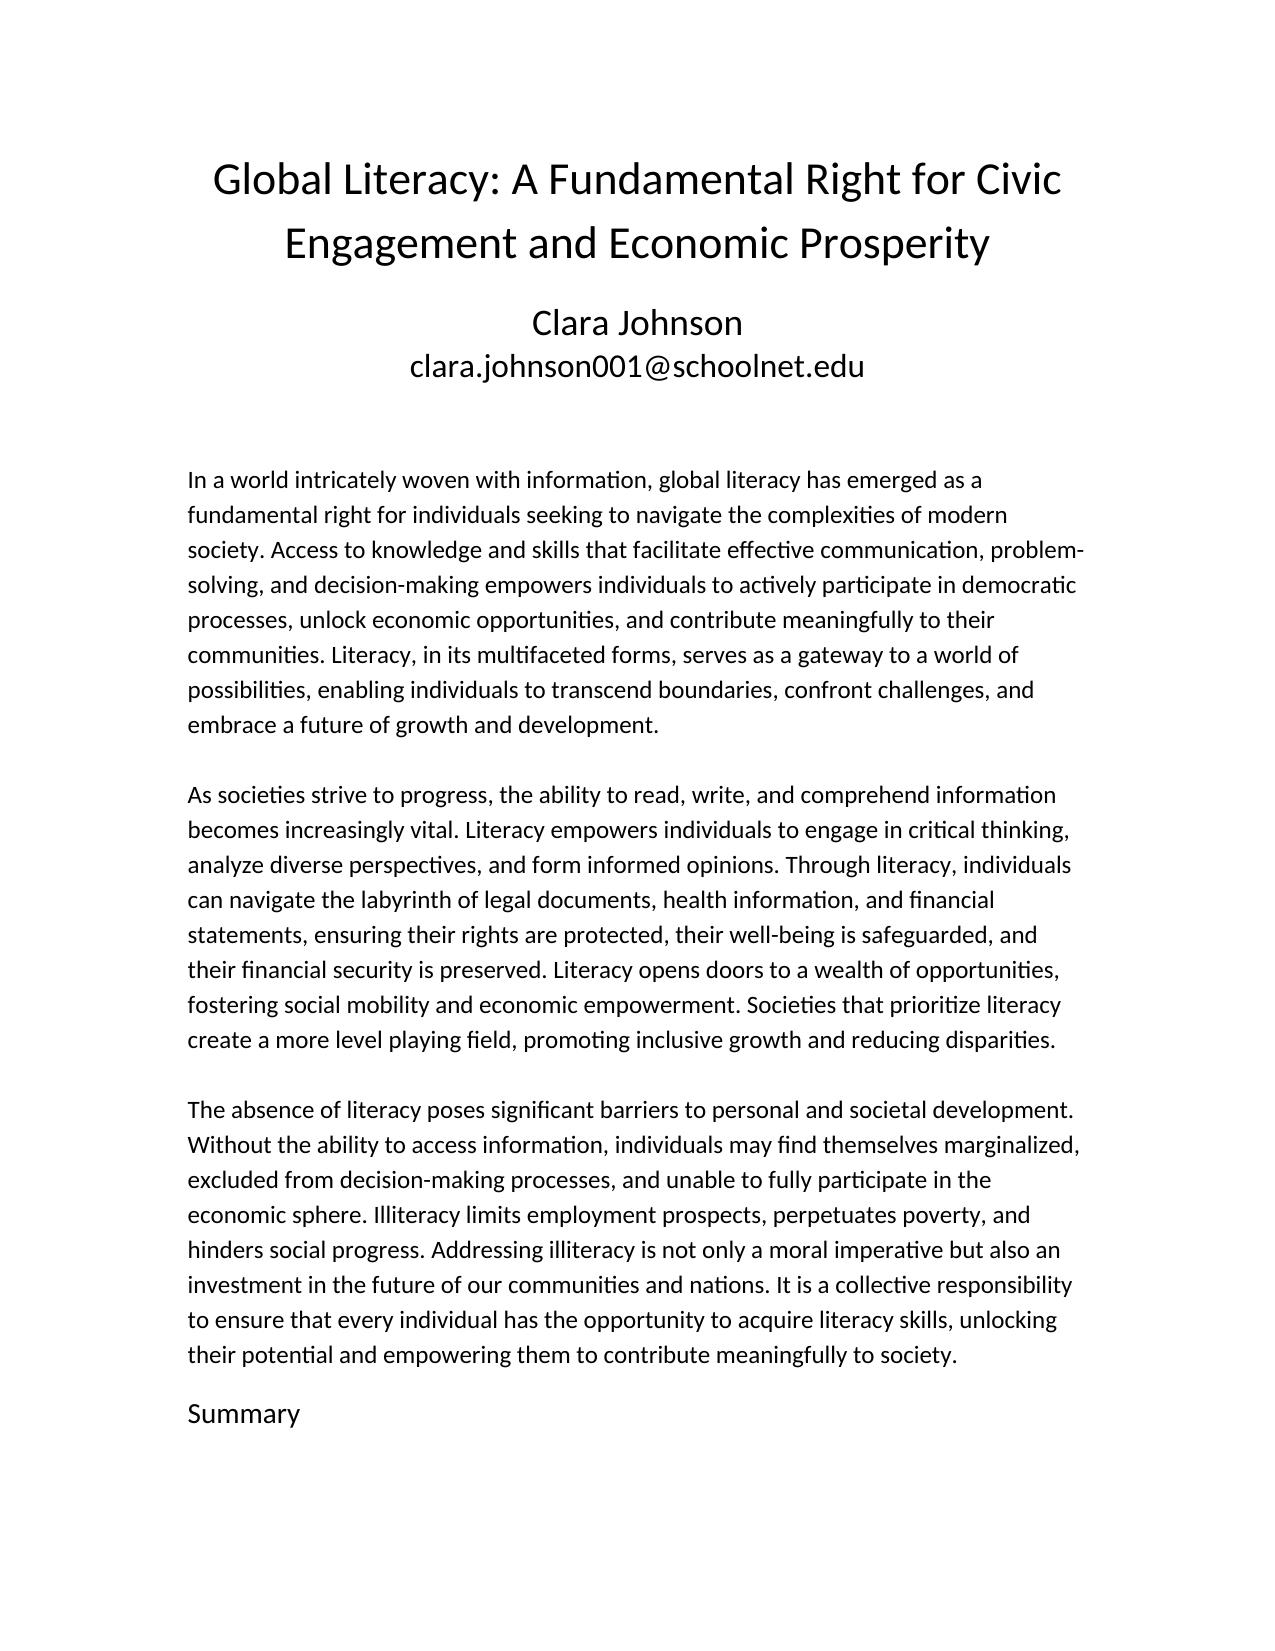 Global Literacy: A Fundamental Right for Civic
Engagement and Economic Prosperity
Clara Johnson
clara.johnson001@schoolnet.edu
In a world intricately woven with information, global literacy has emerged as a
fundamental right for individuals seeking to navigate the complexities of modern
society. Access to knowledge and skills that facilitate effective communication, problem-
solving, and decision-making empowers individuals to actively participate in democratic
processes, unlock economic opportunities, and contribute meaningfully to their
communities. Literacy, in its multifaceted forms, serves as a gateway to a world of
possibilities, enabling individuals to transcend boundaries, confront challenges, and
embrace a future of growth and development.
As societies strive to progress, the ability to read, write, and comprehend information
becomes increasingly vital. Literacy empowers individuals to engage in critical thinking,
analyze diverse perspectives, and form informed opinions. Through literacy, individuals
can navigate the labyrinth of legal documents, health information, and financial
statements, ensuring their rights are protected, their well-being is safeguarded, and
their financial security is preserved. Literacy opens doors to a wealth of opportunities,
fostering social mobility and economic empowerment. Societies that prioritize literacy
create a more level playing field, promoting inclusive growth and reducing disparities.
The absence of literacy poses significant barriers to personal and societal development.
Without the ability to access information, individuals may find themselves marginalized,
excluded from decision-making processes, and unable to fully participate in the
economic sphere. Illiteracy limits employment prospects, perpetuates poverty, and
hinders social progress. Addressing illiteracy is not only a moral imperative but also an
investment in the future of our communities and nations. It is a collective responsibility
to ensure that every individual has the opportunity to acquire literacy skills, unlocking
their potential and empowering them to contribute meaningfully to society.
Summary